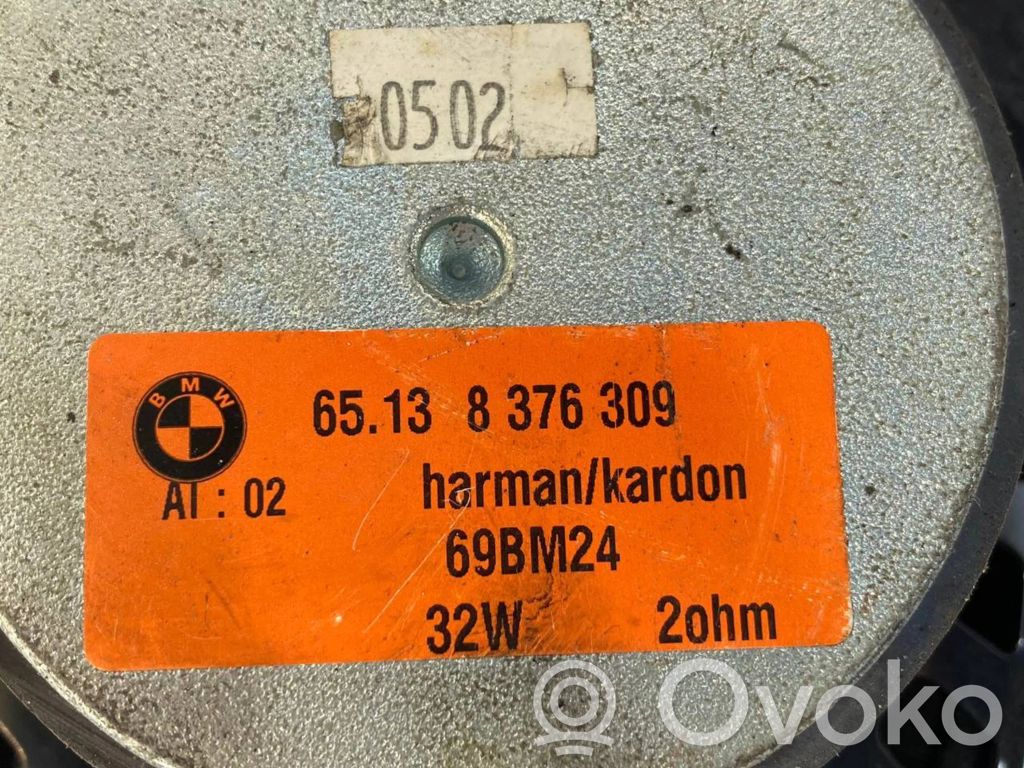 0502
BMW
65.13 8 376 309
AI : 02 harman/kardon
69BM24
32W 2ohm
Ovoko